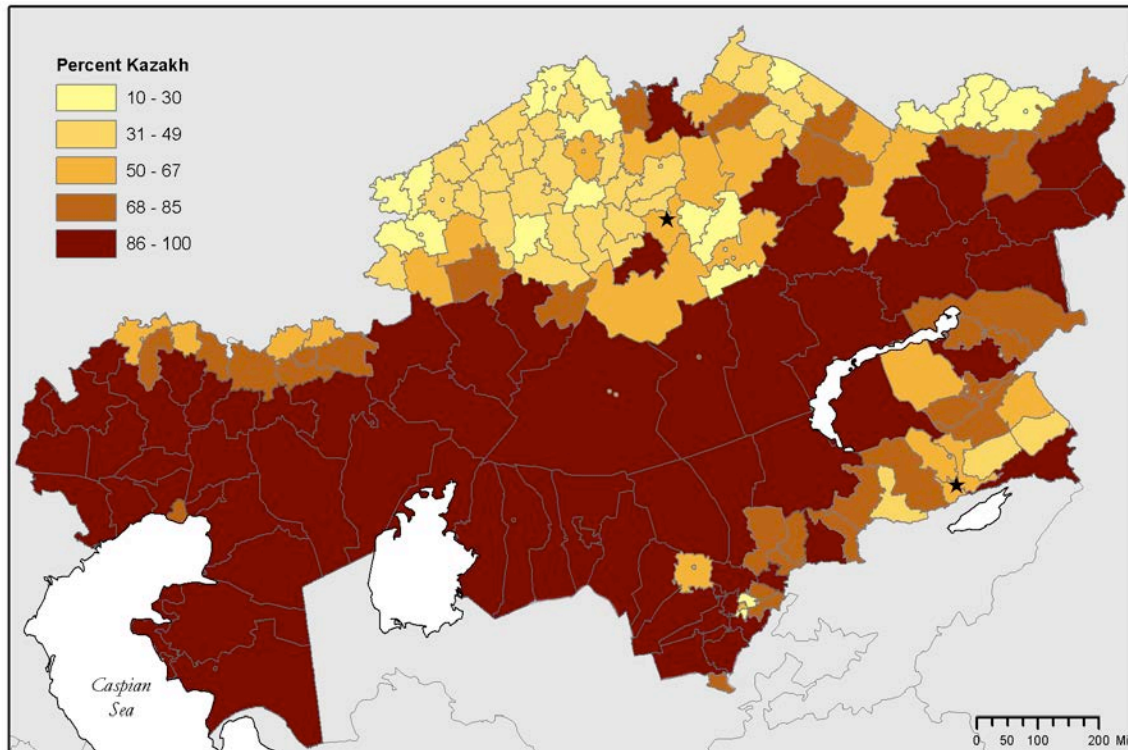 Percent Kazakh
10 - 30
31 - 49
50 - 67
68 - 85
86 - 100
Caspian
Sea
0 50 100 200 Mi